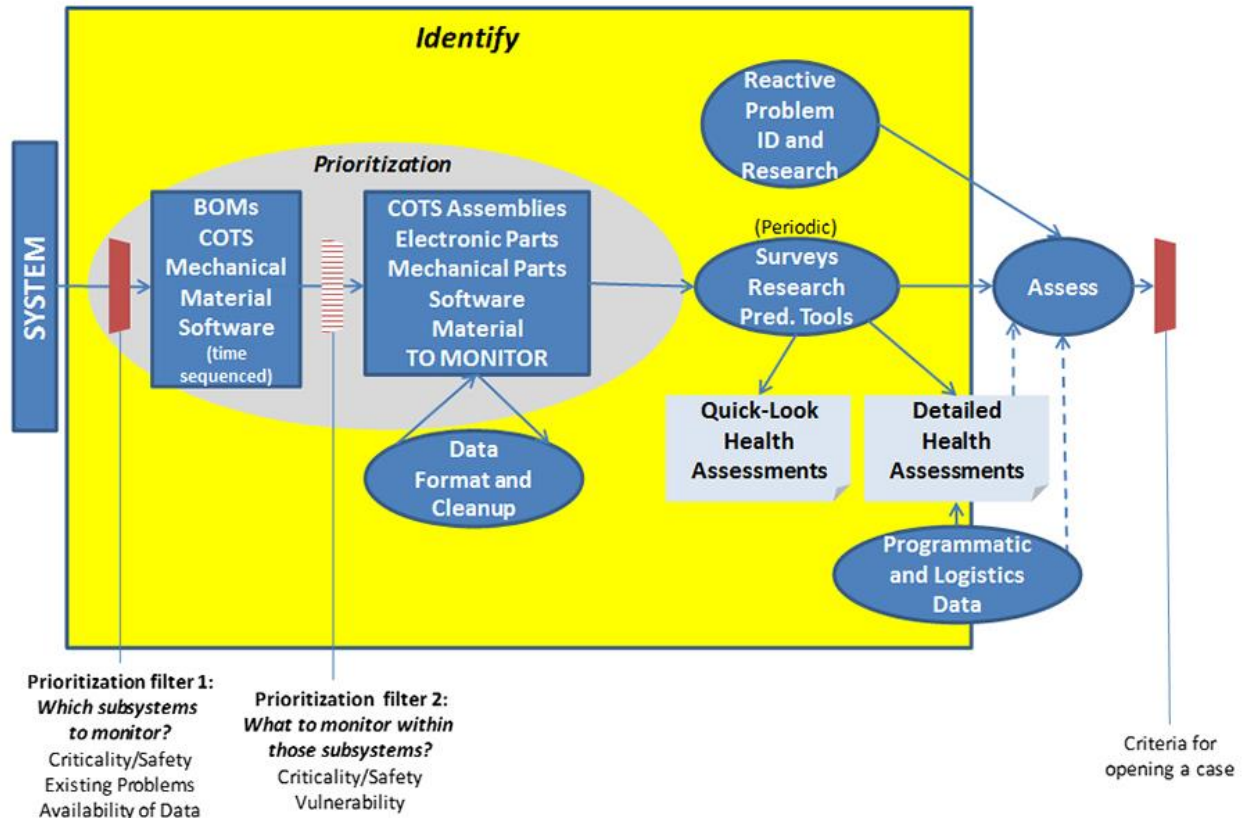 Identify
SYSTEM
Prioritization
BOMs
COTS
Mechanical
Material
Software
(time
sequenced)
COTS Assemblies
Electronic Parts
Mechanical Parts
Software
Material
TO MONITOR
Data
Format and
Cleanup
Reactive
Problem
ID and
Research
(Periodic)
Surveys
Research
Pred. Tools
Assess
Quick-Look
Health
Assessments
Detailed
Health
Assessments
Programmatic
and Logistics
Data
Prioritization filter 1:
Which subsystems
to monitor?
Criticality/Safety
Existing Problems
Availability of Data
Prioritization filter 2:
What to monitor within
those subsystems?
Criticality/Safety
Vulnerability
Criteria for
opening a case